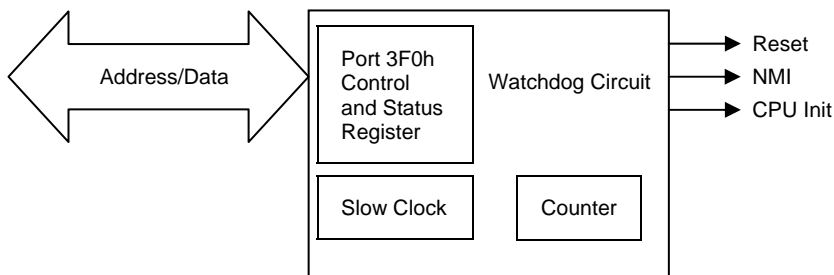 Address/Data
Port 3F0h
Control
and Status
Register
Watchdog Circuit
Slow Clock
Counter
Reset
NMI
CPU Init